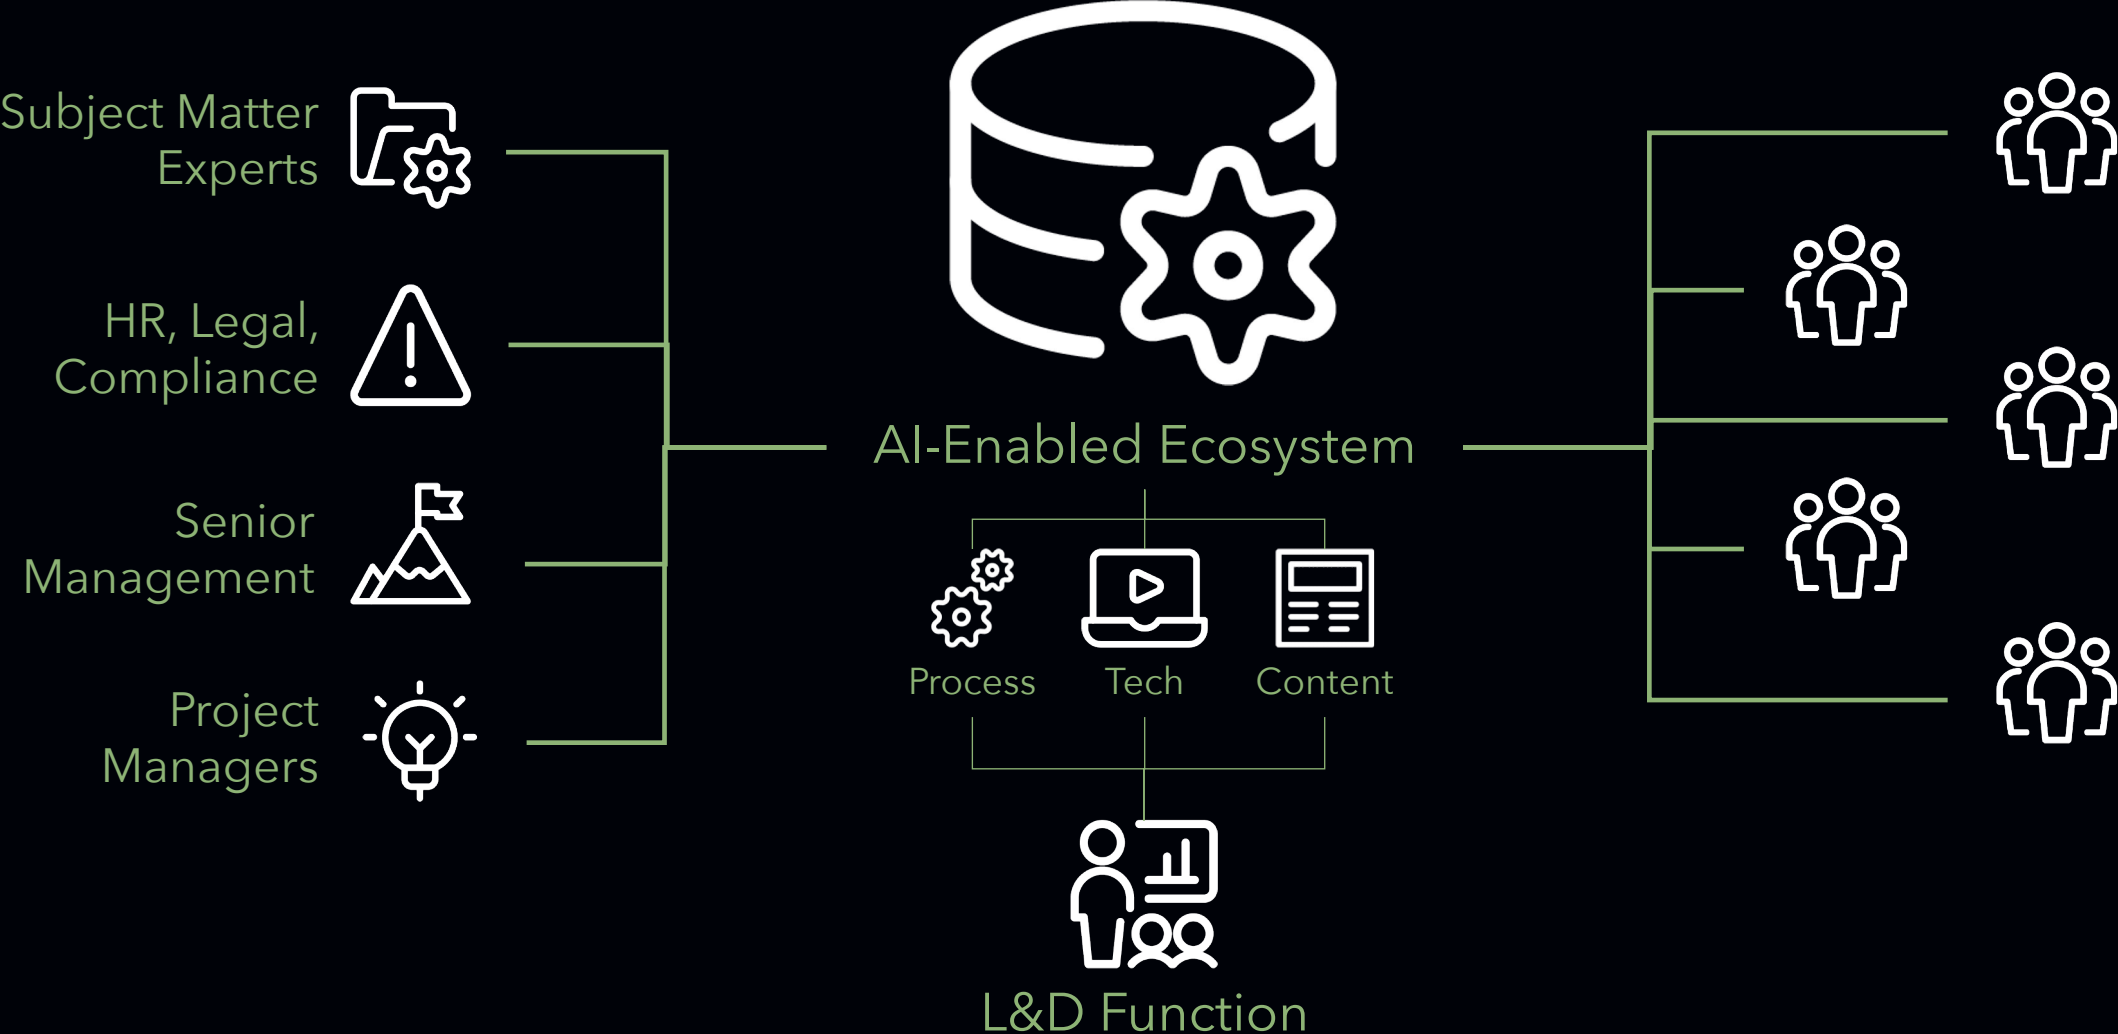 Subject Matter
Experts
HR, Legal,
Compliance
Senior
Management
Project
Managers
AI-Enabled Ecosystem
Process
Tech
Content
L&D Function